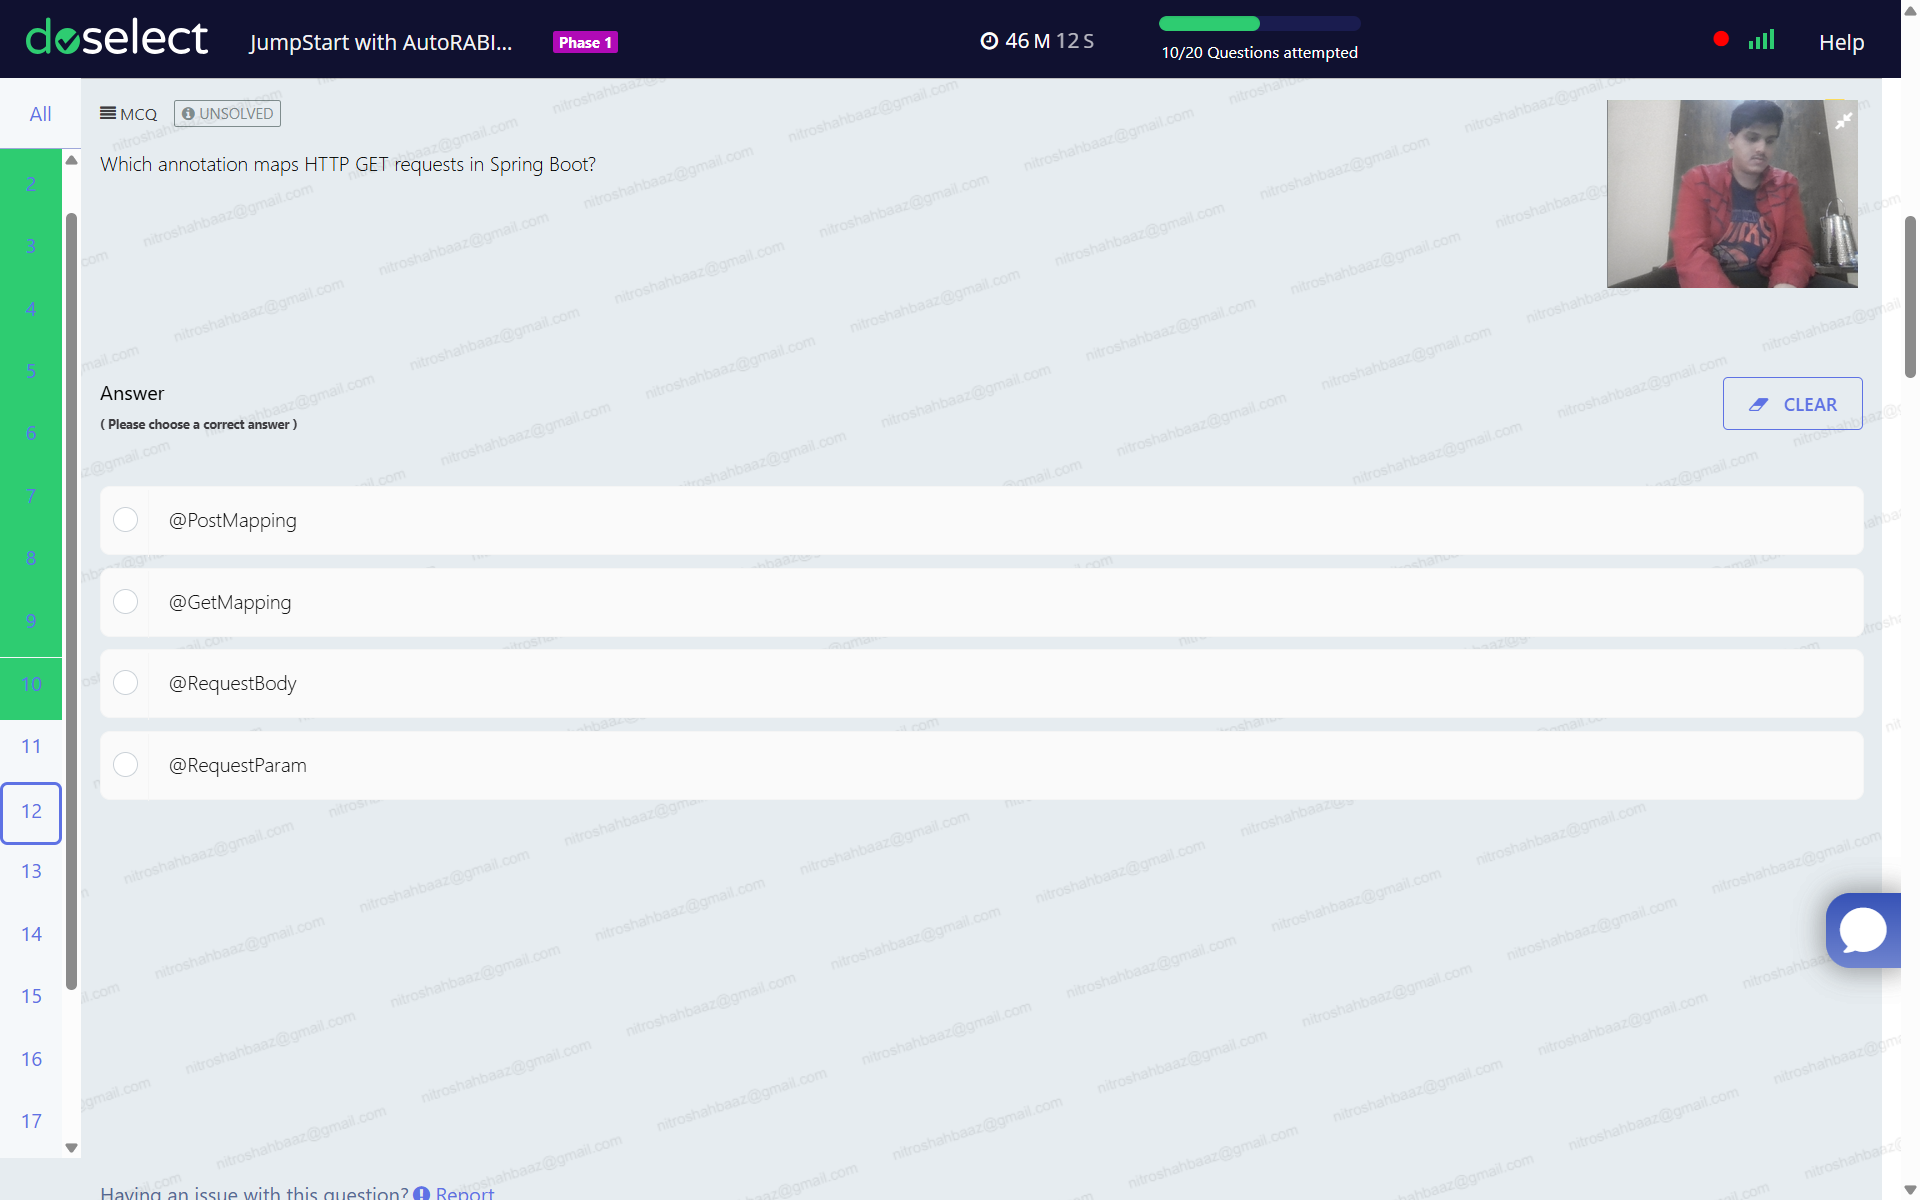 doselect
JumpStart with AutoRABI...
Phase 1
46 M 12 S
10/20 Questions attempted
Help
All
MCQ
UNSOLVED
Which annotation maps HTTP GET requests in Spring Boot?
2
3
4
5
6
7
8
9
10
11
12
13
14
15
16
17
Answer
( Please choose a correct answer )
CLEAR
@PostMapping
@GetMapping
@RequestBody
@RequestParam
Having an issue with this question? Report
nitroshahbaaz@gmail.com